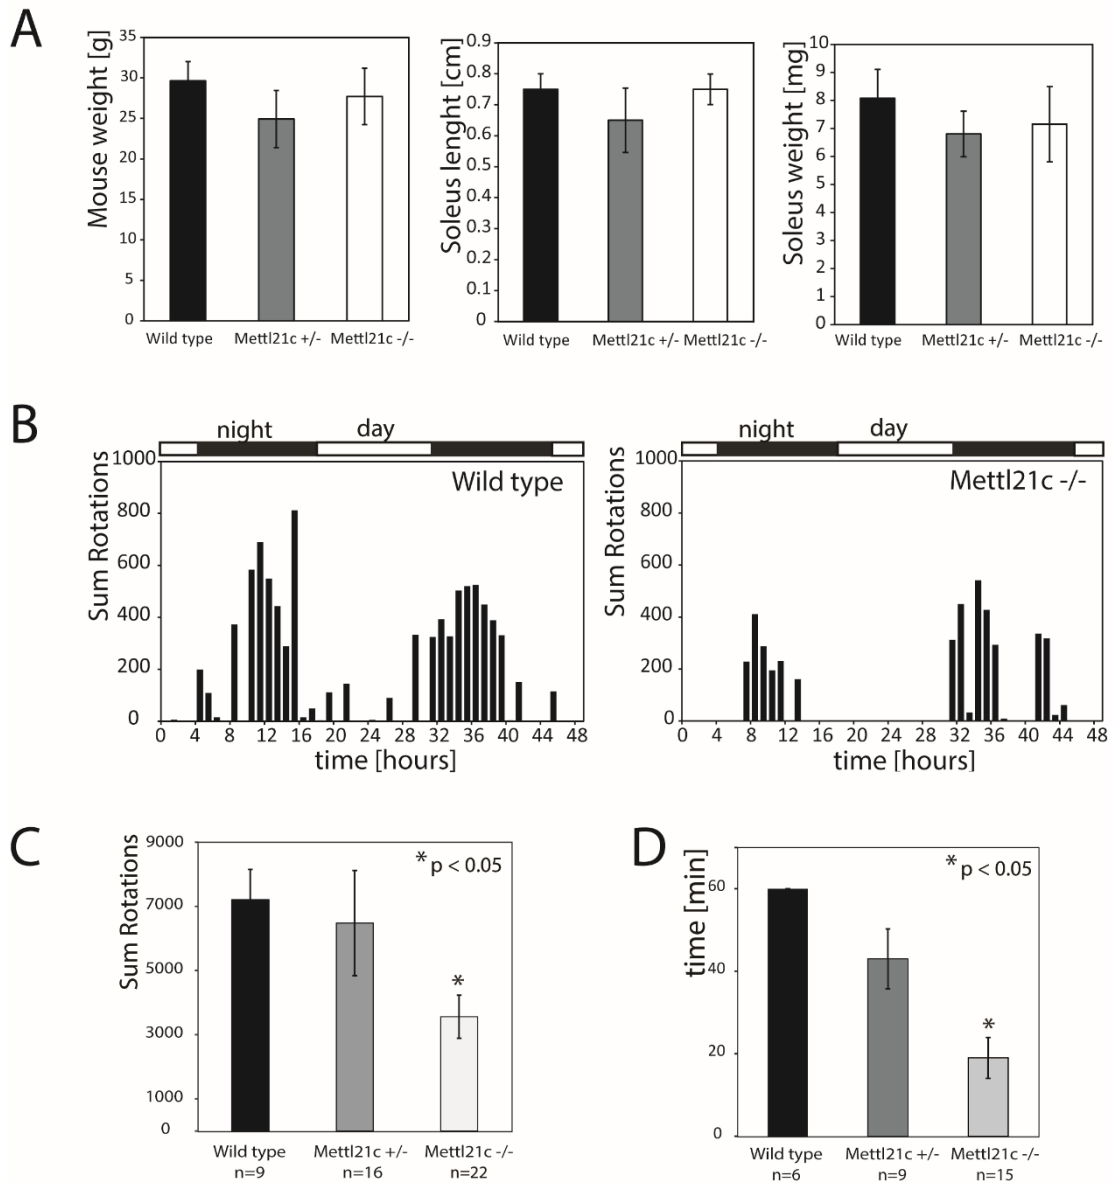 A
Mouse weight [g]
35
30
25
20
15
10
5
0
Wild type Mettl21c +/- Mettl21c -/-
Soleus lenght [cm]
0.9
0.8
0.7
0.6
0.5
0.4
0.3
0.2
0.1
0
Wild type Mettl21c +/- Mettl21c -/-
Soleus weight [mg]
10
9
8
7
6
5
4
3
2
1
0
Wild type Mettl21c +/- Mettl21c -/-
B
night day
Wild type
Sum Rotations
1000
800
600
400
200
0
0 4 8 12 16 20 24 28 32 36 40 44 48
time [hours]
night day
Mettl21c -/-
Sum Rotations
1000
800
600
400
200
0
0 4 8 12 16 20 24 28 32 36 40 44 48
time [hours]
C
Sum Rotations
9000
7000
5000
3000
1000
0
* p < 0.05
*
Wild type Mettl21c +/- Mettl21c -/-
n=9 n=16 n=22
D
time [min]
60
40
20
0
* p < 0.05
*
Wild type Mettl21c +/- Mettl21c -/-
n=6 n=9 n=15